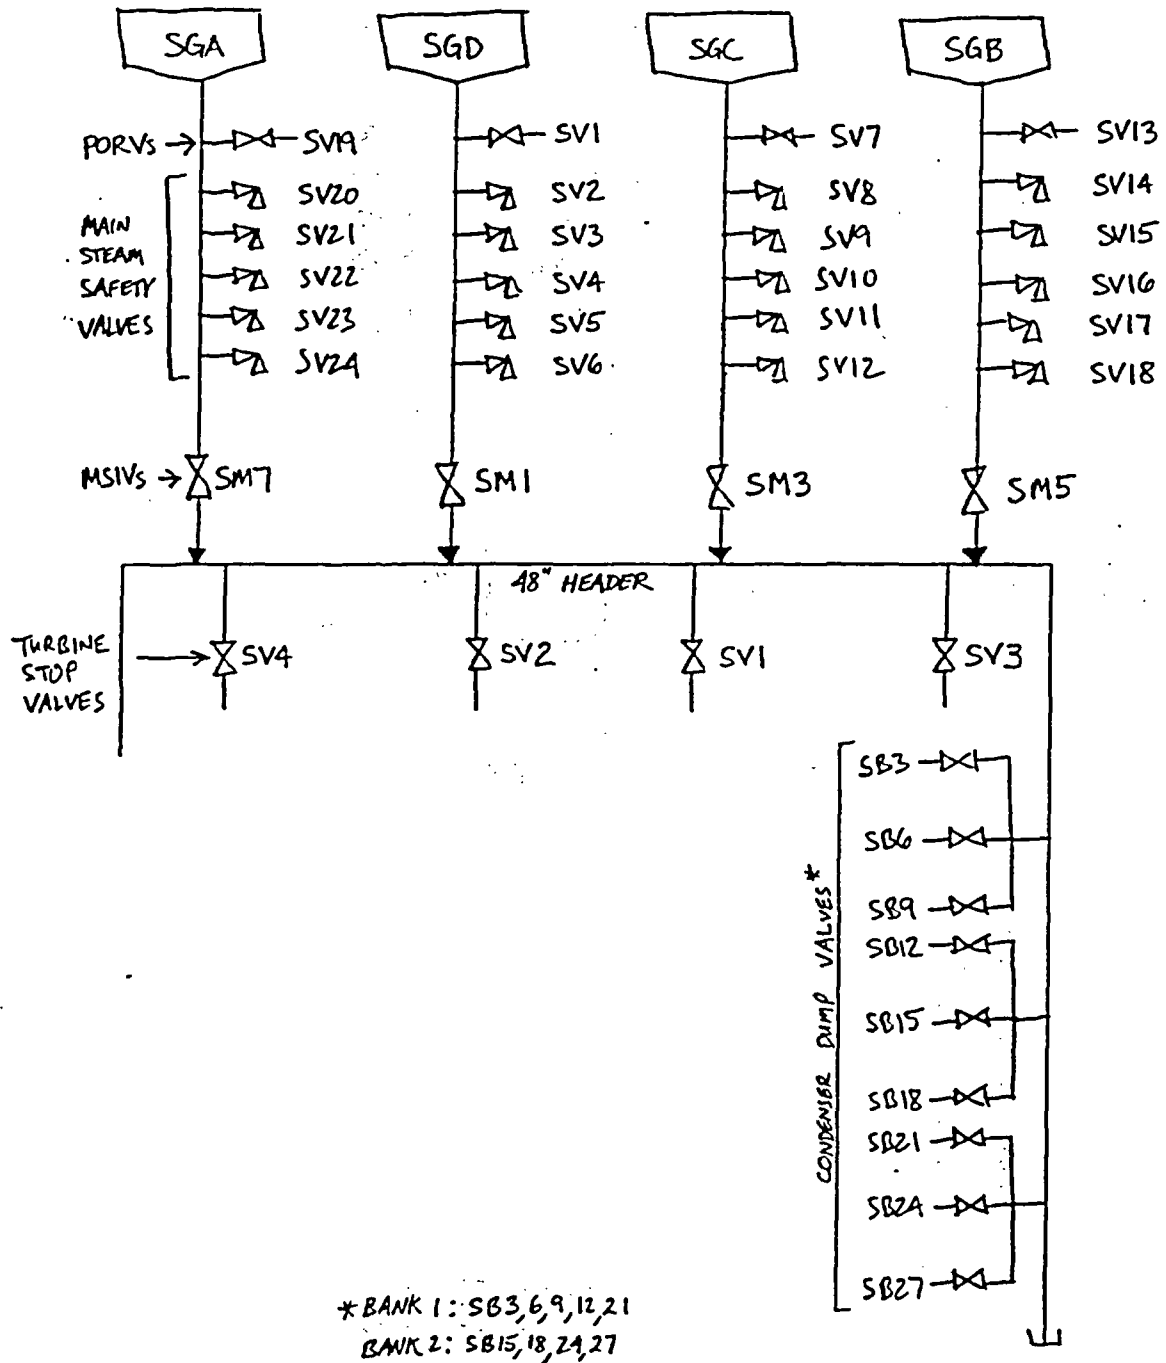 SGA
SGD
SGC
SGB
PORVs
SV19
SV1
SV7
SV13
MAIN
STEAM
SAFETY
VALVES
SV20
SV2
SV8
SV14
SV21
SV3
SV9
SV15
SV22
SV4
SV10
SV16
SV23
SV5
SV11
SV17
SV24
SV6
SV12
SV18
MSIVs
SM7
SM1
SM3
SM5
48" HEADER
TURBINE
STOP
VALVES
SV4
SV2
SV1
SV3
CONDENSER DUMP VALVES*
SB3
SB6
SB9
SB12
SB15
SB18
SB21
SB24
SB27
*BANK 1: SB3,6,9,12,21
BANK 2: SB15,18,24,27